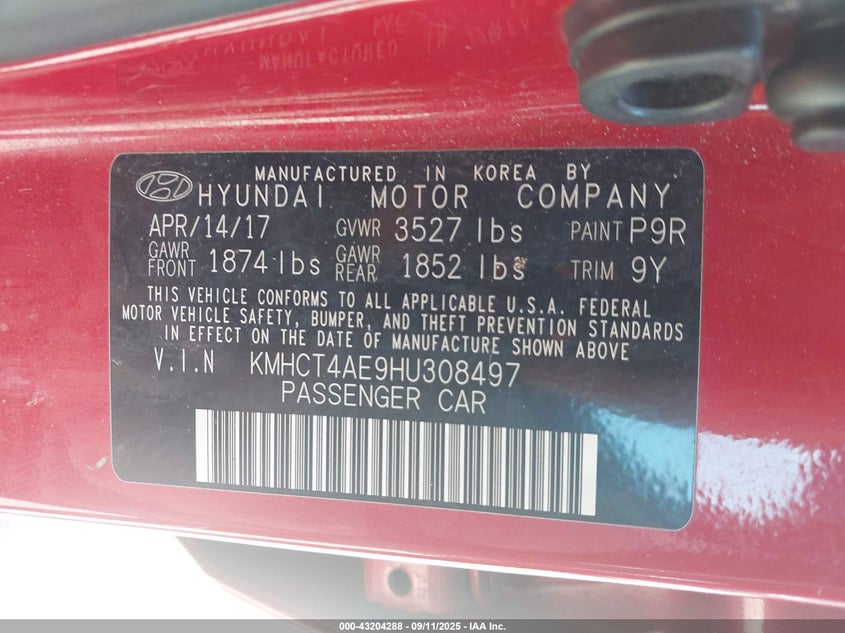 MANUFACTURED IN KOREA BY
HYUNDAI MOTOR COMPANY
APR/14/17 GVWR 3527 lbs PAINT P9R
GAWR FRONT 1874 lbs GAWR REAR 1852 lbs TRIM 9Y
THIS VEHICLE CONFORMS TO ALL APPLICABLE U.S.A. FEDERAL
MOTOR VEHICLE SAFETY, BUMPER, AND THEFT PREVENTION STANDARDS
IN EFFECT ON THE DATE OF MANUFACTURE SHOWN ABOVE
V.I.N KMHCT4AE9HU308497
PASSENGER CAR
000-43204288 - 09/11/2025 - IAA Inc.